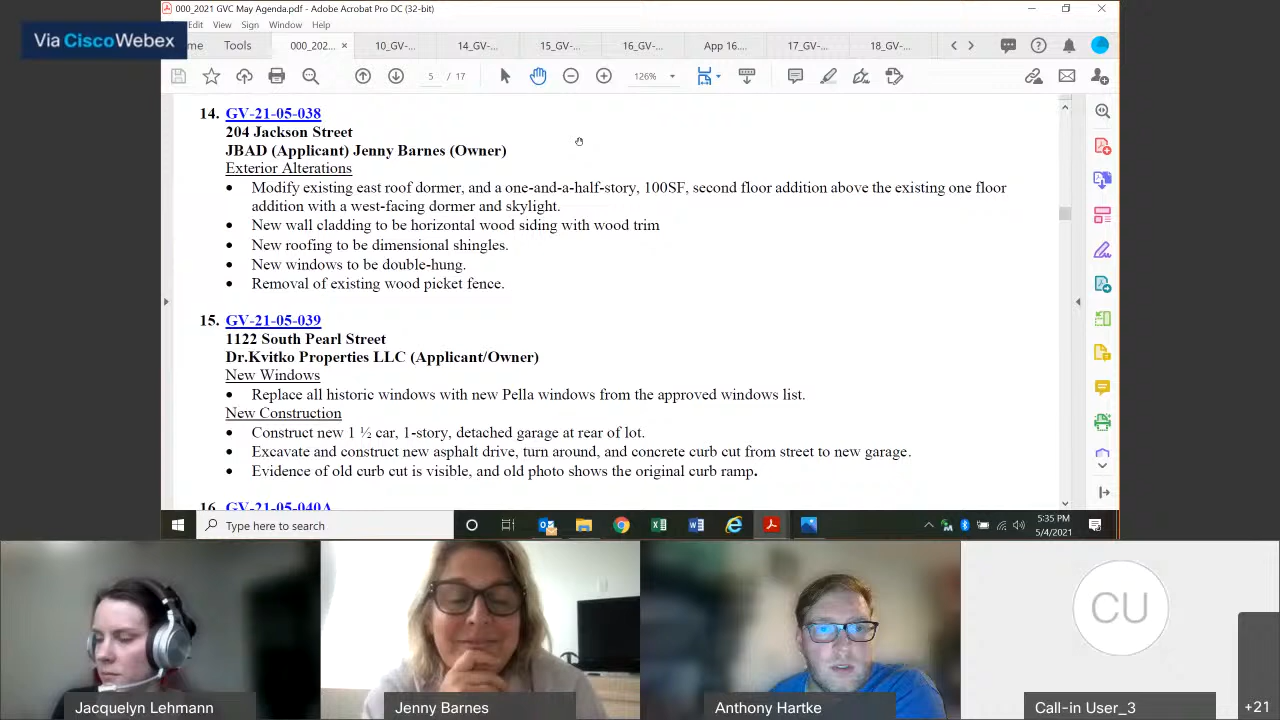 000_2021 GVC May Agenda.pdf - Adobe Acrobat Pro DC (32-bit)
Edit View Sign Window Help
Via Cisco Webex
me Tools 000_202... 10_G... 14_GV-... 15_GV-... 16_GV-... App 16.... 17_GV-... 18_GV-...
5 / 17 126%
14. GV-21-05-038
204 Jackson Street
JBAD (Applicant) Jenny Barnes (Owner)
Exterior Alterations
• Modify existing east roof dormer, and a one-and-a-half-story, 100SF, second floor addition above the existing one floor
addition with a west-facing dormer and skylight.
• New wall cladding to be horizontal wood siding with wood trim
• New roofing to be dimensional shingles.
• New windows to be double-hung.
• Removal of existing wood picket fence.
15. GV-21-05-039
1122 South Pearl Street
Dr.Kvitko Properties LLC (Applicant/Owner)
New Windows
• Replace all historic windows with new Pella windows from the approved windows list.
New Construction
• Construct new 1 ½ car, 1-story, detached garage at rear of lot.
• Excavate and construct new asphalt drive, turn around, and concrete curb cut from street to new garage.
• Evidence of old curb cut is visible, and old photo shows the original curb ramp.
16. GV-21-05-040A
Type here to search
5:35 PM
5/4/2021
CU
Jacquelyn Lehmann
Jenny Barnes
Anthony Hartke
Call-in User_3
+21